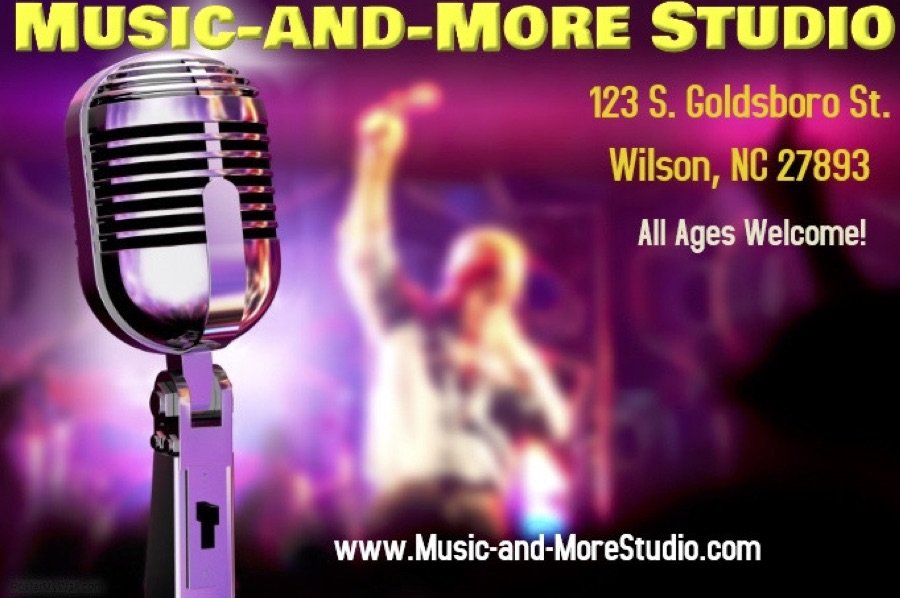 Music-and-More Studio
123 S. Goldsboro St.
Wilson, NC 27893
All Ages Welcome!
www.Music-and-MoreStudio.com